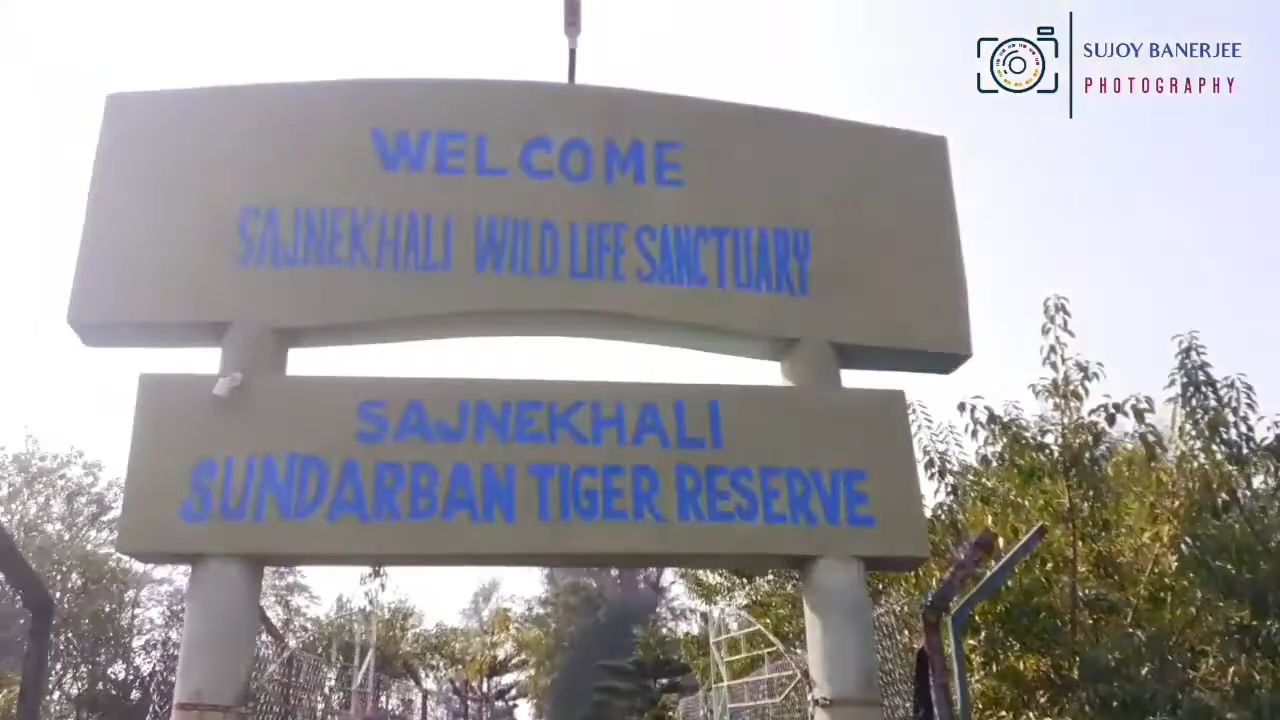 SUJOY BANERJEE
PHOTOGRAPHY
WELCOME
SAJNEKHALI WILD LIFE SANCTUARY
SAJNEKHALI
SUNDARBAN TIGER RESERVE